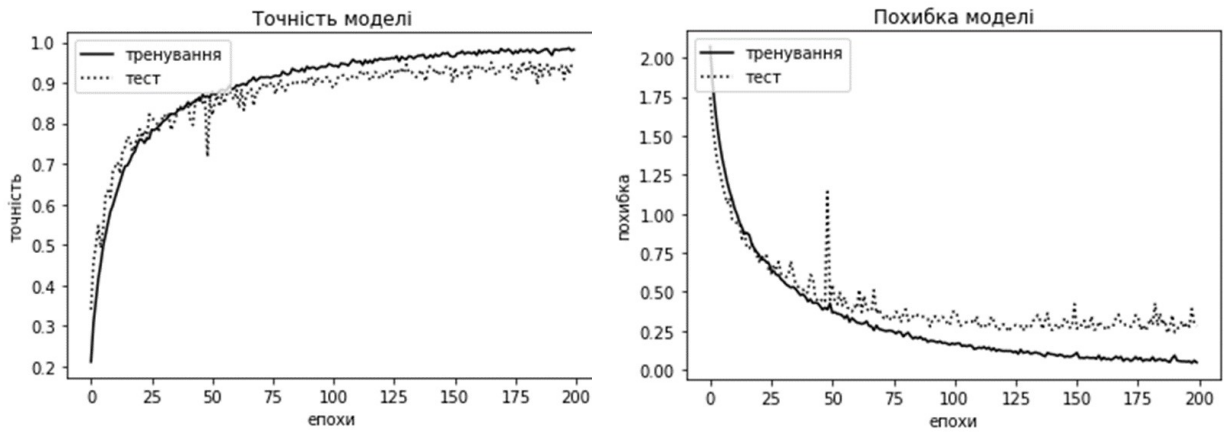 Точність моделі
тренування
тест
точність
1.0
0.9
0.8
0.7
0.6
0.5
0.4
0.3
0.2
0 25 50 75 100 125 150 175 200
епохи
Похибка моделі
тренування
тест
похибка
2.00
1.75
1.50
1.25
1.00
0.75
0.50
0.25
0.00
0 25 50 75 100 125 150 175 200
епохи